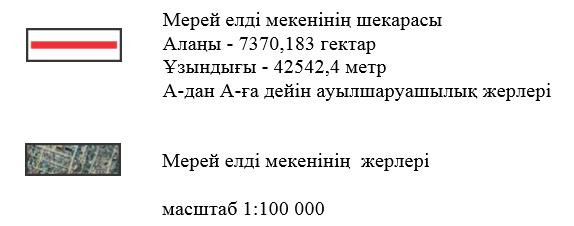 Мерей елді мекенінің шекарасы
Алаңы - 7370,183 гектар
Ұзындығы - 42542,4 метр
А-дан А-ға дейін ауылшаруашылық жерлері
Мерей елді мекенінің жерлері
масштаб 1:100 000